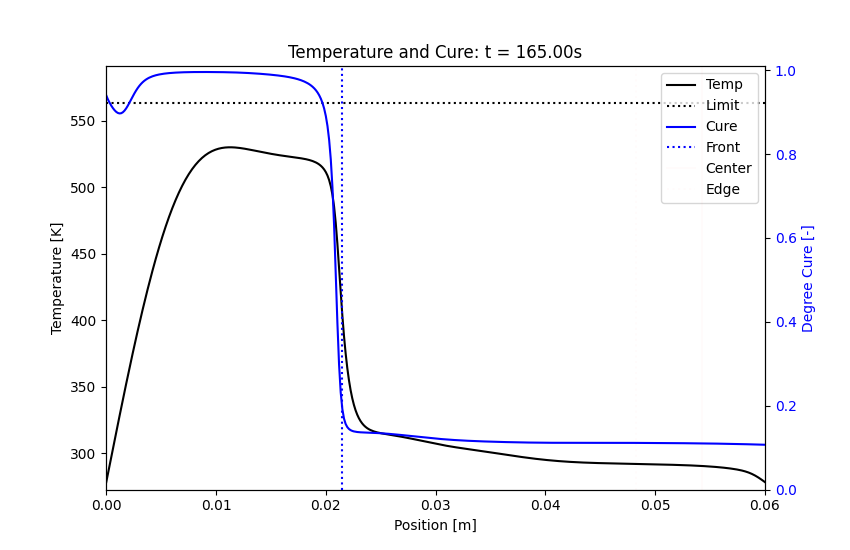 Temperature and Cure: t = 165.00s
Temp
Limit
Cure
Front
Center
Edge
550
500
450
400
350
300
Temperature [K]
1.0
0.8
0.6
0.4
0.2
0.0
Degree Cure [-]
0.00
0.01
0.02
0.03
0.04
0.05
0.06
Position [m]